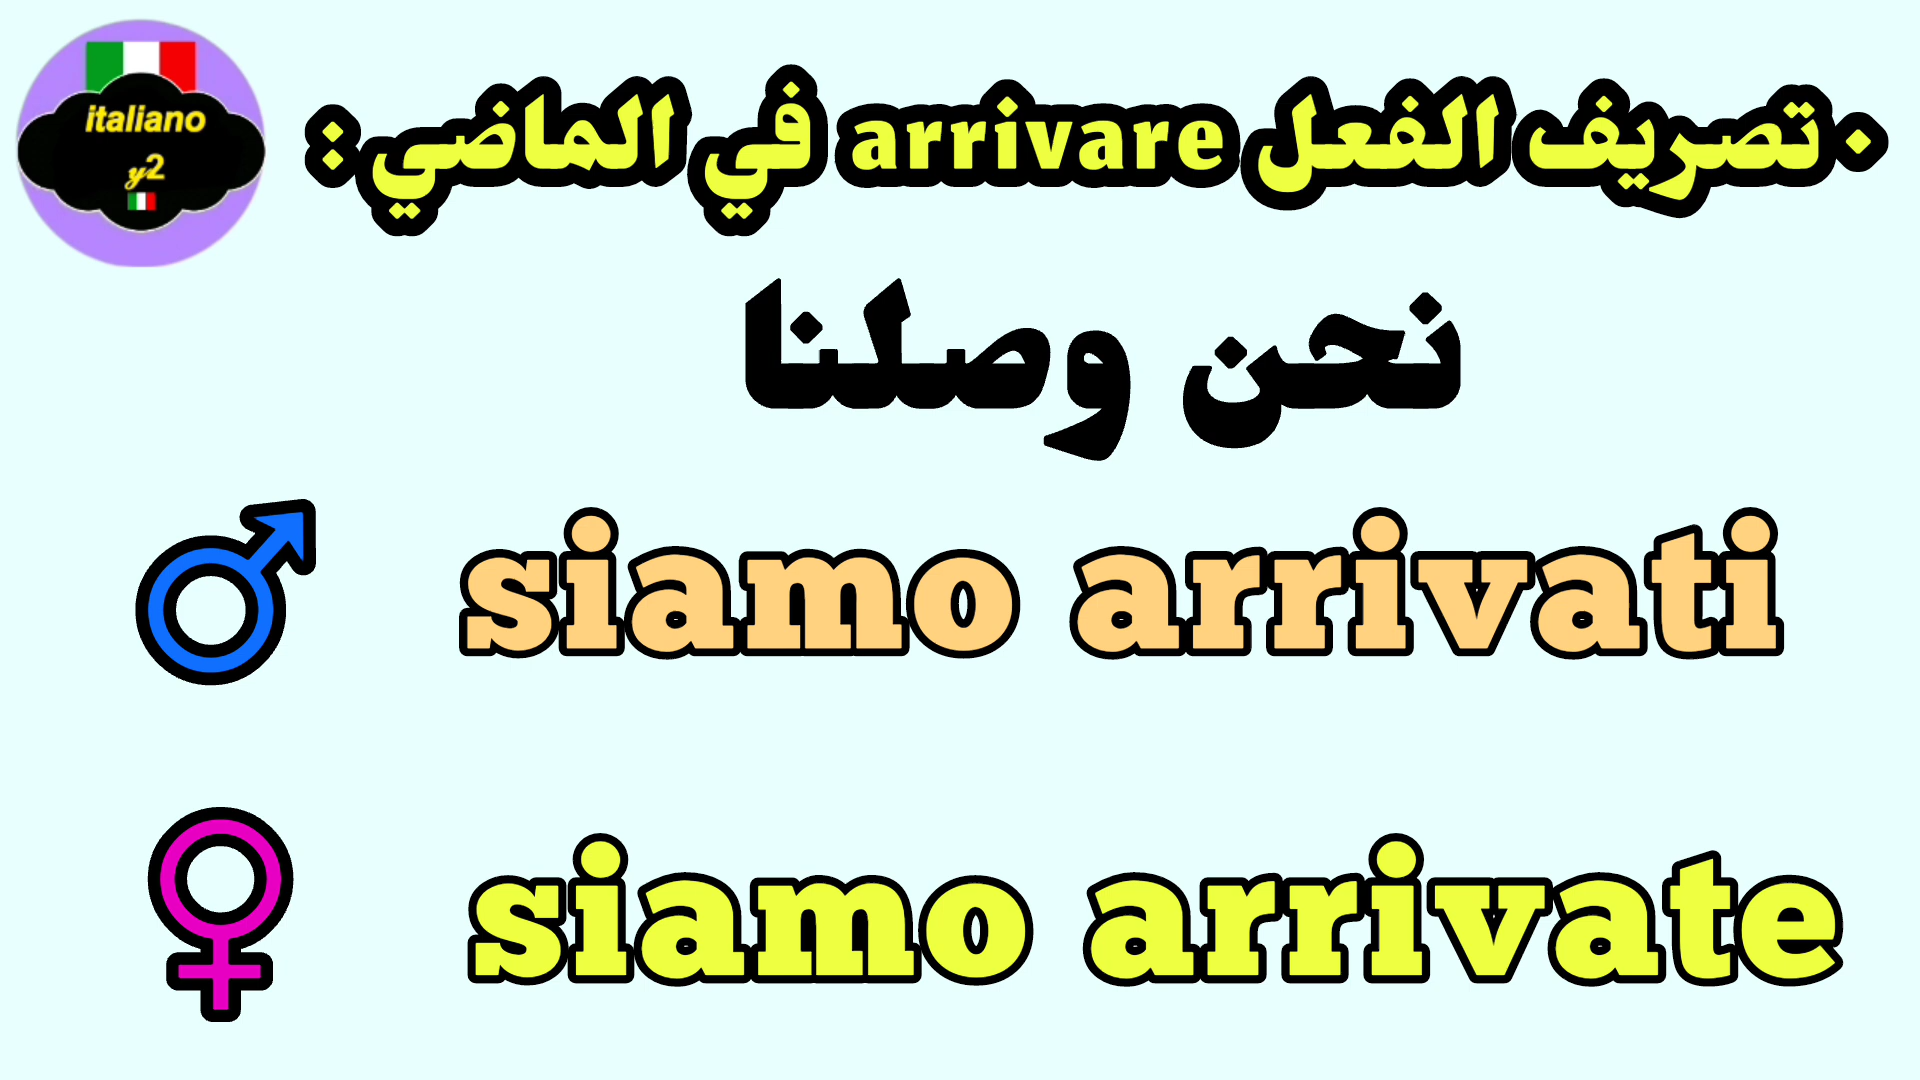 italiano
y2
• تصريف الفعل arrivare في الماضي :
نحن وصلنا
siamo arrivati
siamo arrivate